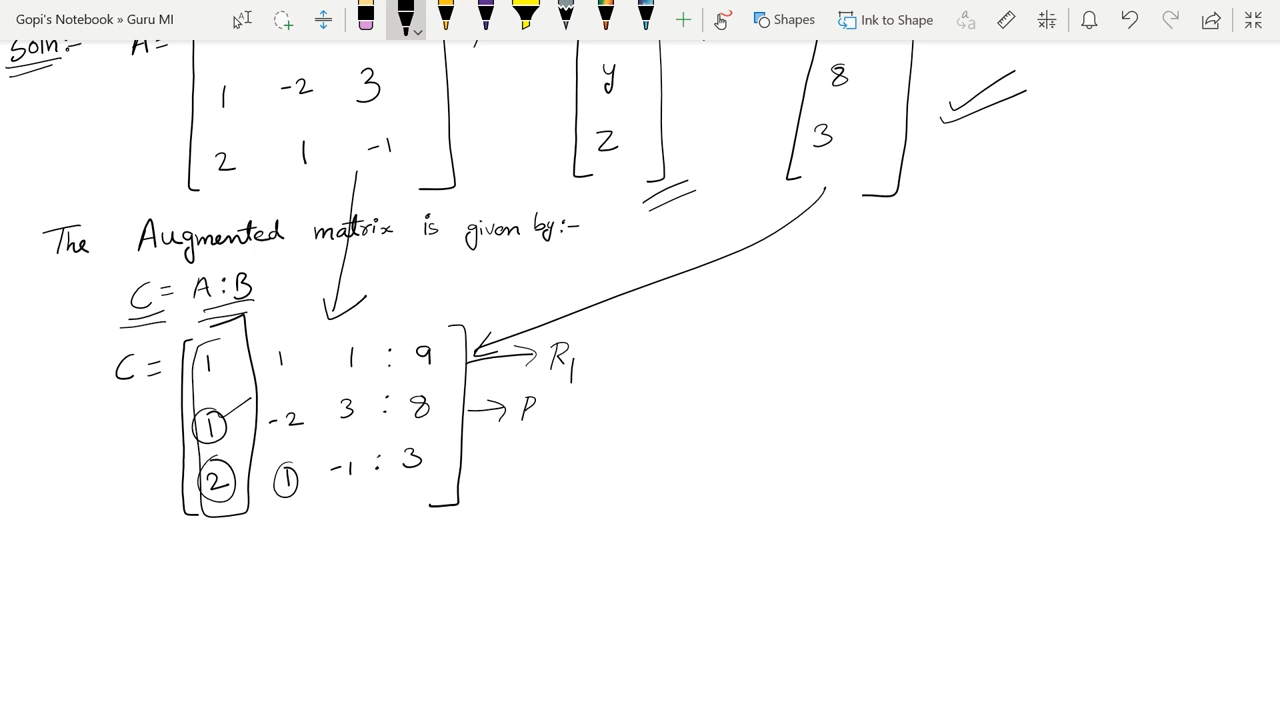 Gopi's Notebook » Guru MI
Shapes
Ink to Shape
Soln:- A=
1 -2 3 y 8
2 1 -1 z 3
The Augmented matrix is given by:-
C = A : B
C = 1 1 1 : 9 → R1
1 -2 3 : 8 → P
2 1 -1 : 3